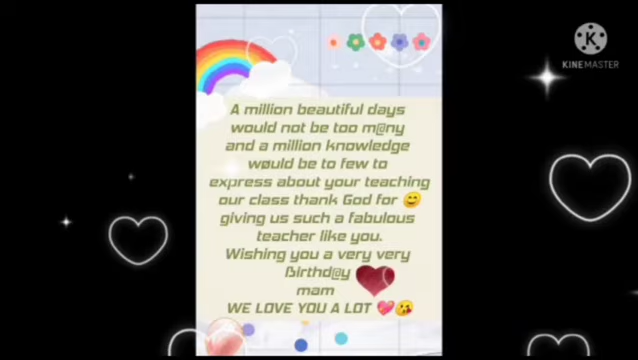 KINEMASTER
A million beautiful days
would not be too m@ny
and a million knowledge
wøuld be to few to
express about your teaching
our class thank God for 😊
giving us such a fabulous
teacher like you.
Wishing you a very very
ßirthd@y
mam
WE LOVE YOU A LOT 💖😘